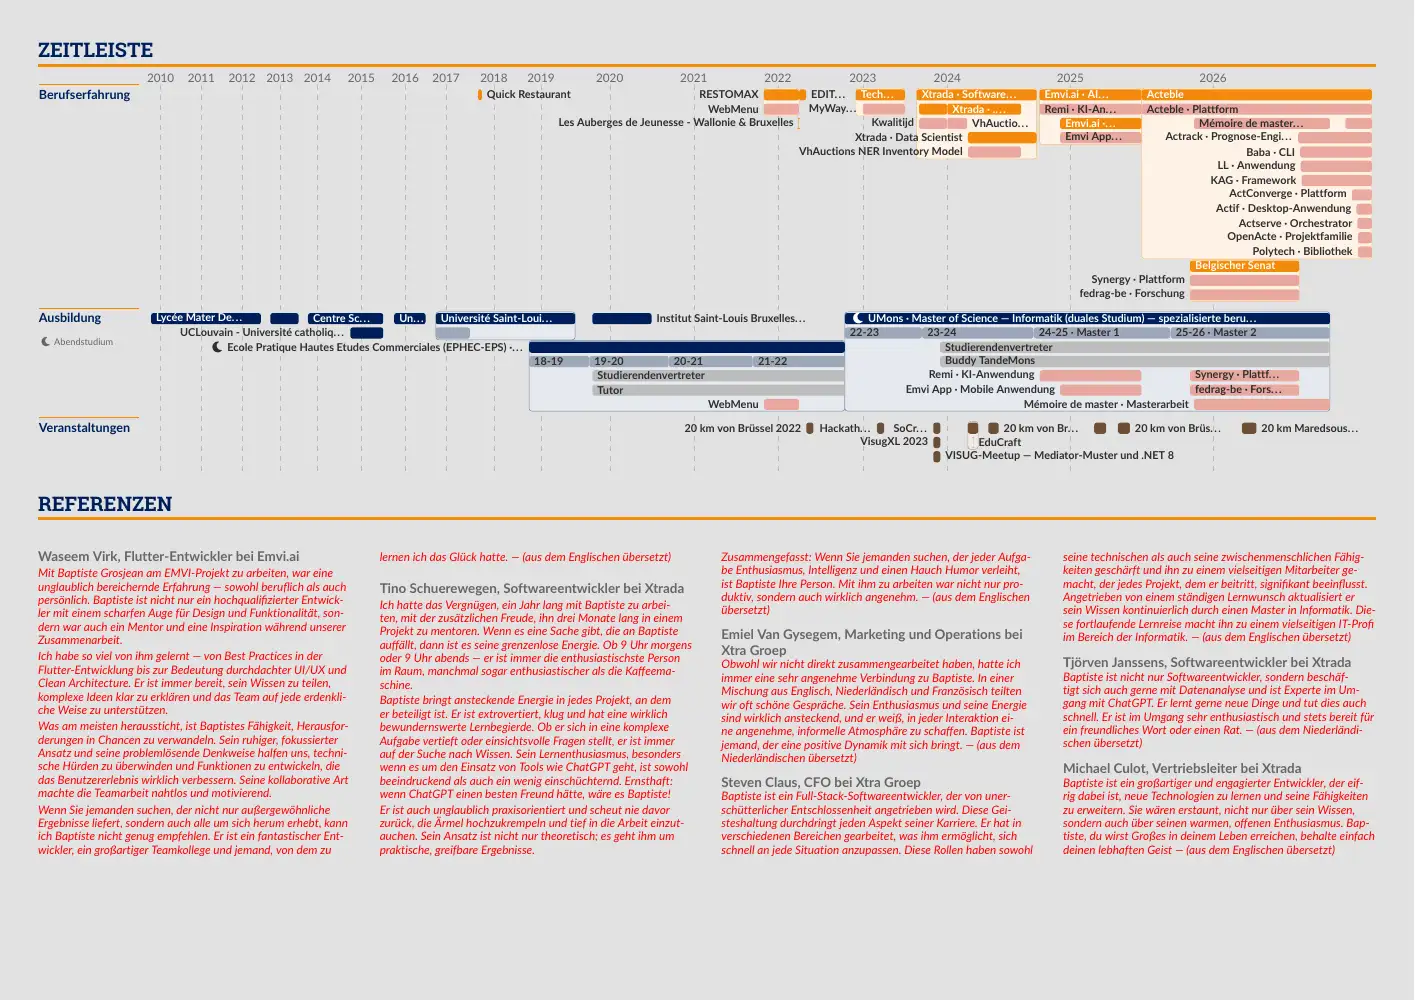 ZEITLEISTE
2010 2011 2012 2013 2014 2015 2016 2017 2018 2019 2020 2021 2022 2023 2024 2025 2026
Berufserfahrung
Quick Restaurant RESTOMAX EDIT… Tech… Xtrada · Software… Emvi.ai · AI… Acteble
WebMenu MyWay… Xtrada · … Remi · KI-An… Acteble · Plattform
Les Auberges de Jeunesse - Wallonie & Bruxelles Kwalitijd VhAuctio… Emvi.ai ·… Mémoire de master…
Xtrada · Data Scientist Emvi App… Actrack · Prognose-Engi…
VhAuctions NER Inventory Model Baba · CLI
LL · Anwendung
KAG · Framework
ActConverge · Plattform
Actif · Desktop-Anwendung
Actserve · Orchestrator
OpenActe · Projektfamilie
Polytech · Bibliothek
Belgischer Senat
Synergy · Plattform
fedrag-be · Forschung
Ausbildung
Lycée Mater De… Centre Sc… Un… Université Saint-Loui… Institut Saint-Louis Bruxelles… UMons · Master of Science — Informatik (duales Studium) — spezialisierte beru…
UCLouvain - Université catholiq… 22-23 23-24 24-25 · Master 1 25-26 · Master 2
Abendstudium
Ecole Pratique Hautes Etudes Commerciales (EPHEC-EPS) ·… Studierendenvertreter
18-19 19-20 20-21 21-22 Buddy TandeMons
Studierendenvertreter Remi · KI-Anwendung Synergy · Plattf…
Tutor Emvi App · Mobile Anwendung fedrag-be · Fors…
WebMenu Mémoire de master · Masterarbeit
Veranstaltungen
20 km von Brüssel 2022 Hackath… SoCr… 20 km von Br… 20 km von Brüs… 20 km Maredsous…
VisugXL 2023 EduCraft
VISUG-Meetup — Mediator-Muster und .NET 8
REFERENZEN
Waseem Virk, Flutter-Entwickler bei Emvi.ai
Mit Baptiste Grosjean am EMVI-Projekt zu arbeiten, war eine
unglaublich bereichernde Erfahrung — sowohl beruflich als auch
persönlich. Baptiste ist nicht nur ein hochqualifizierter Entwick-
ler mit einem scharfen Auge für Design und Funktionalität, son-
dern war auch ein Mentor und eine Inspiration während unserer
Zusammenarbeit.
Ich habe so viel von ihm gelernt — von Best Practices in der
Flutter-Entwicklung bis zur Bedeutung durchdachter UI/UX und
Clean Architecture. Er ist immer bereit, sein Wissen zu teilen,
komplexe Ideen klar zu erklären und das Team auf jede erdenkli-
che Weise zu unterstützen.
Was am meisten heraussticht, ist Baptistes Fähigkeit, Herausfor-
derungen in Chancen zu verwandeln. Sein ruhiger, fokussierter
Ansatz und seine problemlösende Denkweise halfen uns, techni-
sche Hürden zu überwinden und Funktionen zu entwickeln, die
das Benutzererlebnis wirklich verbessern. Seine kollaborative Art
machte die Teamarbeit nahtlos und motivierend.
Wenn Sie jemanden suchen, der nicht nur außergewöhnliche
Ergebnisse liefert, sondern auch alle um sich herum erhebt, kann
ich Baptiste nicht genug empfehlen. Er ist ein fantastischer Ent-
wickler, ein großartiger Teamkollege und jemand, von dem zu
lernen ich das Glück hatte. — (aus dem Englischen übersetzt)
Tino Schuerewegen, Softwareentwickler bei Xtrada
Ich hatte das Vergnügen, ein Jahr lang mit Baptiste zu arbei-
ten, mit der zusätzlichen Freude, ihn drei Monate lang in einem
Projekt zu mentoren. Wenn es eine Sache gibt, die an Baptiste
auffällt, dann ist es seine grenzenlose Energie. Ob 9 Uhr morgens
oder 9 Uhr abends — er ist immer die enthusiastischste Person
im Raum, manchmal sogar enthusiastischer als die Kaffeema-
schine.
Baptiste bringt ansteckende Energie in jedes Projekt, an dem
er beteiligt ist. Er ist extrovertiert, klug und hat eine wirklich
bewundernswerte Lernbegierde. Ob er sich in eine komplexe
Aufgabe vertieft oder einsichtsvolle Fragen stellt, er ist immer
auf der Suche nach Wissen. Sein Lernenthusiasmus, besonders
wenn es um den Einsatz von Tools wie ChatGPT geht, ist sowohl
beeindruckend als auch ein wenig einschüchternd. Ernsthaft:
wenn ChatGPT einen besten Freund hätte, wäre es Baptiste!
Er ist auch unglaublich praxisorientiert und scheut nie davor
zurück, die Ärmel hochzukrempeln und tief in die Arbeit einzut-
auchen. Sein Ansatz ist nicht nur theoretisch; es geht ihm um
praktische, greifbare Ergebnisse.
Zusammengefasst: Wenn Sie jemanden suchen, der jeder Aufga-
be Enthusiasmus, Intelligenz und einen Hauch Humor verleiht,
ist Baptiste Ihre Person. Mit ihm zu arbeiten war nicht nur pro-
duktiv, sondern auch wirklich angenehm. — (aus dem Englischen
übersetzt)
Emiel Van Gysegem, Marketing und Operations bei
Xtra Groep
Obwohl wir nicht direkt zusammengearbeitet haben, hatte ich
immer eine sehr angenehme Verbindung zu Baptiste. In einer
Mischung aus Englisch, Niederländisch und Französisch teilten
wir oft schöne Gespräche. Sein Enthusiasmus und seine Energie
sind wirklich ansteckend, und er weiß, in jeder Interaktion ei-
ne angenehme, informelle Atmosphäre zu schaffen. Baptiste ist
jemand, der eine positive Dynamik mit sich bringt. — (aus dem
Niederländischen übersetzt)
Steven Claus, CFO bei Xtra Groep
Baptiste ist ein Full-Stack-Softwareentwickler, der von uner-
schütterlicher Entschlossenheit angetrieben wird. Diese Gei-
steshaltung durchdringt jeden Aspekt seiner Karriere. Er hat in
verschiedenen Bereichen gearbeitet, was ihm ermöglicht, sich
schnell an jede Situation anzupassen. Diese Rollen haben sowohl
seine technischen als auch seine zwischenmenschlichen Fähig-
keiten geschärft und ihn zu einem vielseitigen Mitarbeiter ge-
macht, der jedes Projekt, dem er beitritt, signifikant beeinflusst.
Angetrieben von einem ständigen Lernwunsch aktualisiert er
sein Wissen kontinuierlich durch einen Master in Informatik. Die-
se fortlaufende Lernreise macht ihn zu einem vielseitigen IT-Profi
im Bereich der Informatik. — (aus dem Englischen übersetzt)
Tjörven Janssens, Softwareentwickler bei Xtrada
Baptiste ist nicht nur Softwareentwickler, sondern beschäf-
tigt sich auch gerne mit Datenanalyse und ist Experte im Um-
gang mit ChatGPT. Er lernt gerne neue Dinge und tut dies auch
schnell. Er ist im Umgang sehr enthusiastisch und stets bereit für
ein freundliches Wort oder einen Rat. — (aus dem Niederländi-
schen übersetzt)
Michael Culot, Vertriebsleiter bei Xtrada
Baptiste ist ein großartiger und engagierter Entwickler, der eif-
rig dabei ist, neue Technologien zu lernen und seine Fähigkeiten
zu erweitern. Sie wären erstaunt, nicht nur über sein Wissen,
sondern auch über seinen warmen, offenen Enthusiasmus. Bap-
tiste, du wirst Großes in deinem Leben erreichen, behalte einfach
deinen lebhaften Geist — (aus dem Englischen übersetzt)